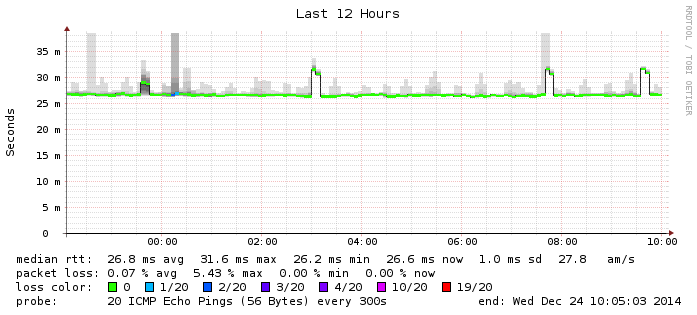 Last 12 Hours
RRDTOOL / TOBI OETIKER
Seconds
35 m
30 m
25 m
20 m
15 m
10 m
5 m
0
00:00 02:00 04:00 06:00 08:00 10:00
median rtt: 26.8 ms avg 31.6 ms max 26.2 ms min 26.6 ms now 1.0 ms sd 27.8 am/s
packet loss: 0.07 % avg 5.43 % max 0.00 % min 0.00 % now
loss color: 0 1/20 2/20 3/20 4/20 10/20 19/20
probe: 20 ICMP Echo Pings (56 Bytes) every 300s end: Wed Dec 24 10:05:03 2014